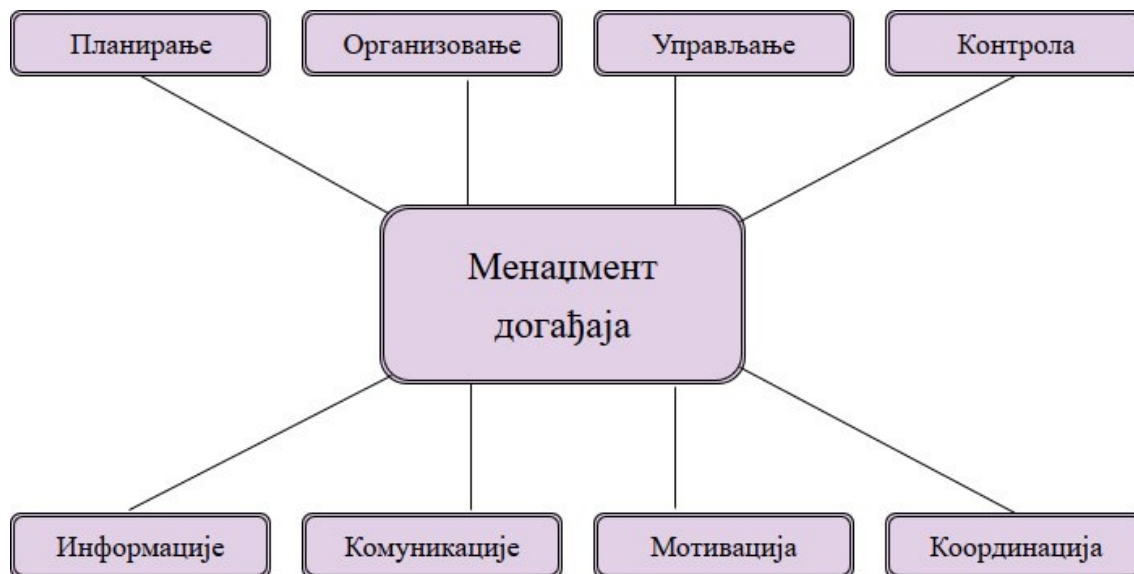 Планирање
Организовање
Управљање
Контрола
Менаџмент
догађаја
Информације
Комуникације
Мотивација
Координација